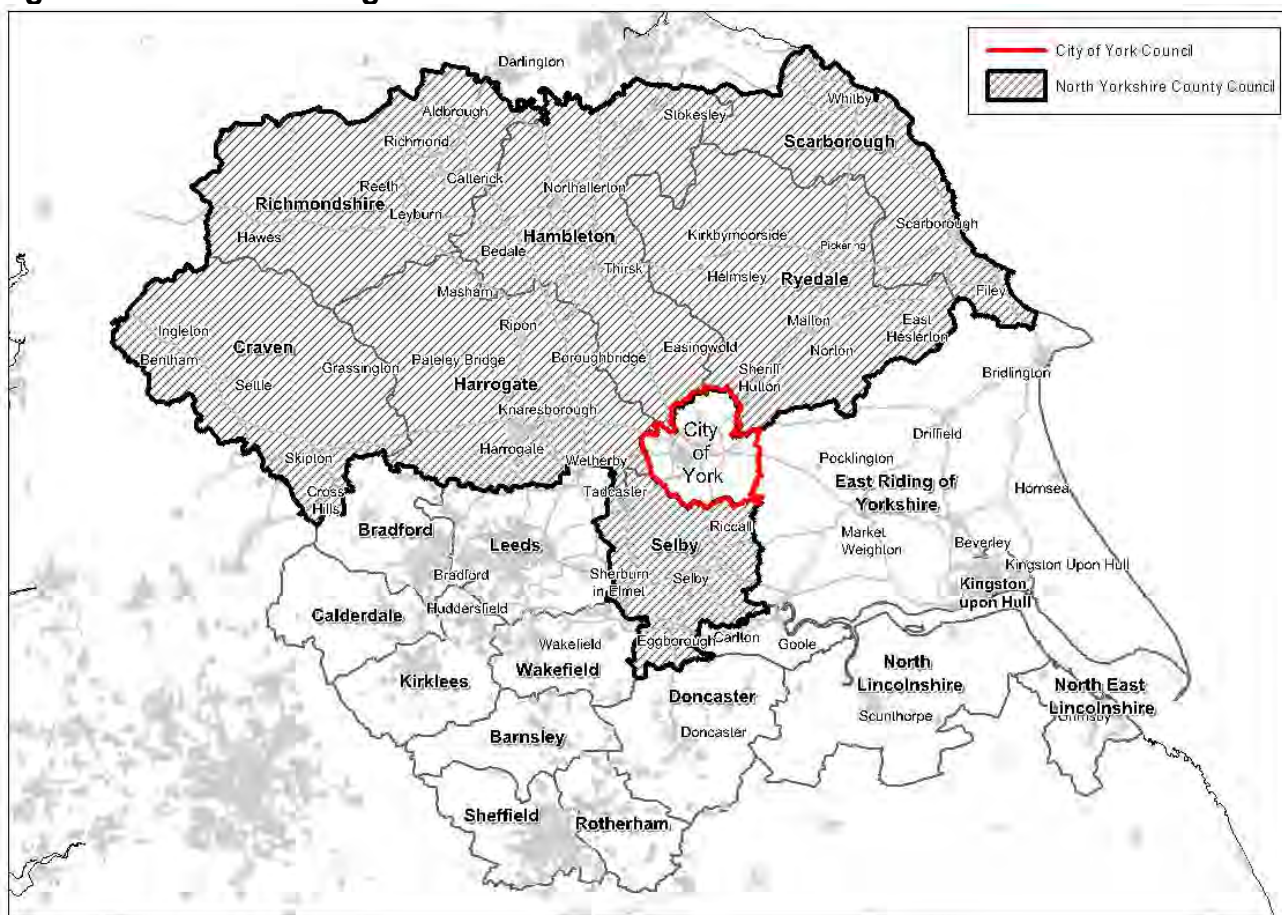 City of York Council
North Yorkshire County Council
Darlington
Aldbrough
Whitby
Stokesley
Richmond
Scarborough
Catterick
Reeth
Northallerton
Richmondshire
Leyburn
Hawes
Bedale
Hambleton
Kirkbymoorside
Pickering
Scarborough
Thirsk
Helmsley
Ryedale
Filey
Masham
Ingleton
Ripon
Malton
East
Heslerton
Bentham
Craven
Pateley Bridge
Boroughbridge
Easingwold
Norton
Grassington
Settle
Harrogate
Sheriff
Hutton
Bridlington
Knaresborough
City
of
York
Driffield
Harrogate
Skipton
Wetherby
Pocklington
East Riding of
Yorkshire
Tadcaster
Hornsea
Cross
Hills
Bradford
Leeds
Riccall
Selby
Market
Weighton
Beverley
Bradford
Sherburn
in Elmet
Selby
Kingston Upon Hull
Kingston
upon Hull
Calderdale
Huddersfield
Wakefield
Wakefield
Eggborough
Carlton
Goole
Kirklees
North
Lincolnshire
Doncaster
North East
Lincolnshire
Scunthorpe
Grimsby
Barnsley
Doncaster
Sheffield
Rotherham